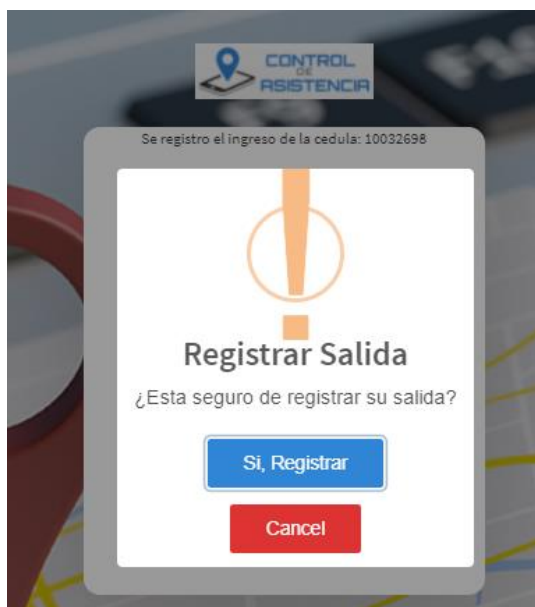 CONTROL
DE
ASISTENCIA
Se registro el ingreso de la cedula: 10032698
!
Registrar Salida
¿Esta seguro de registrar su salida?
Si, Registrar
Cancel